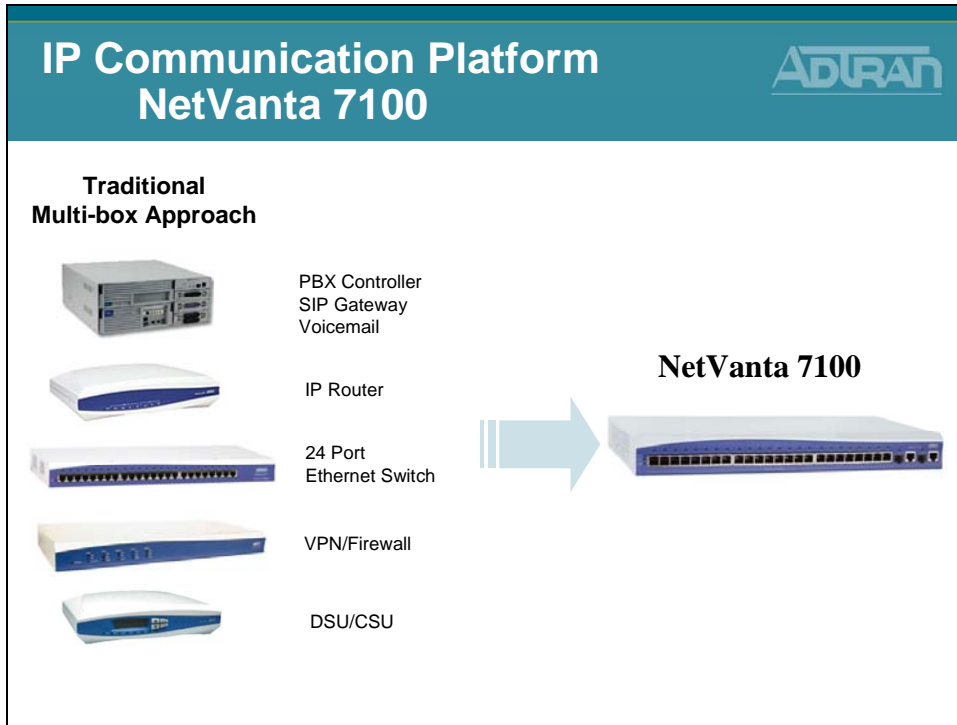 IP Communication Platform
NetVanta 7100
ADTRAN
Traditional
Multi-box Approach
PBX Controller
SIP Gateway
Voicemail
IP Router
24 Port
Ethernet Switch
VPN/Firewall
DSU/CSU
NetVanta 7100